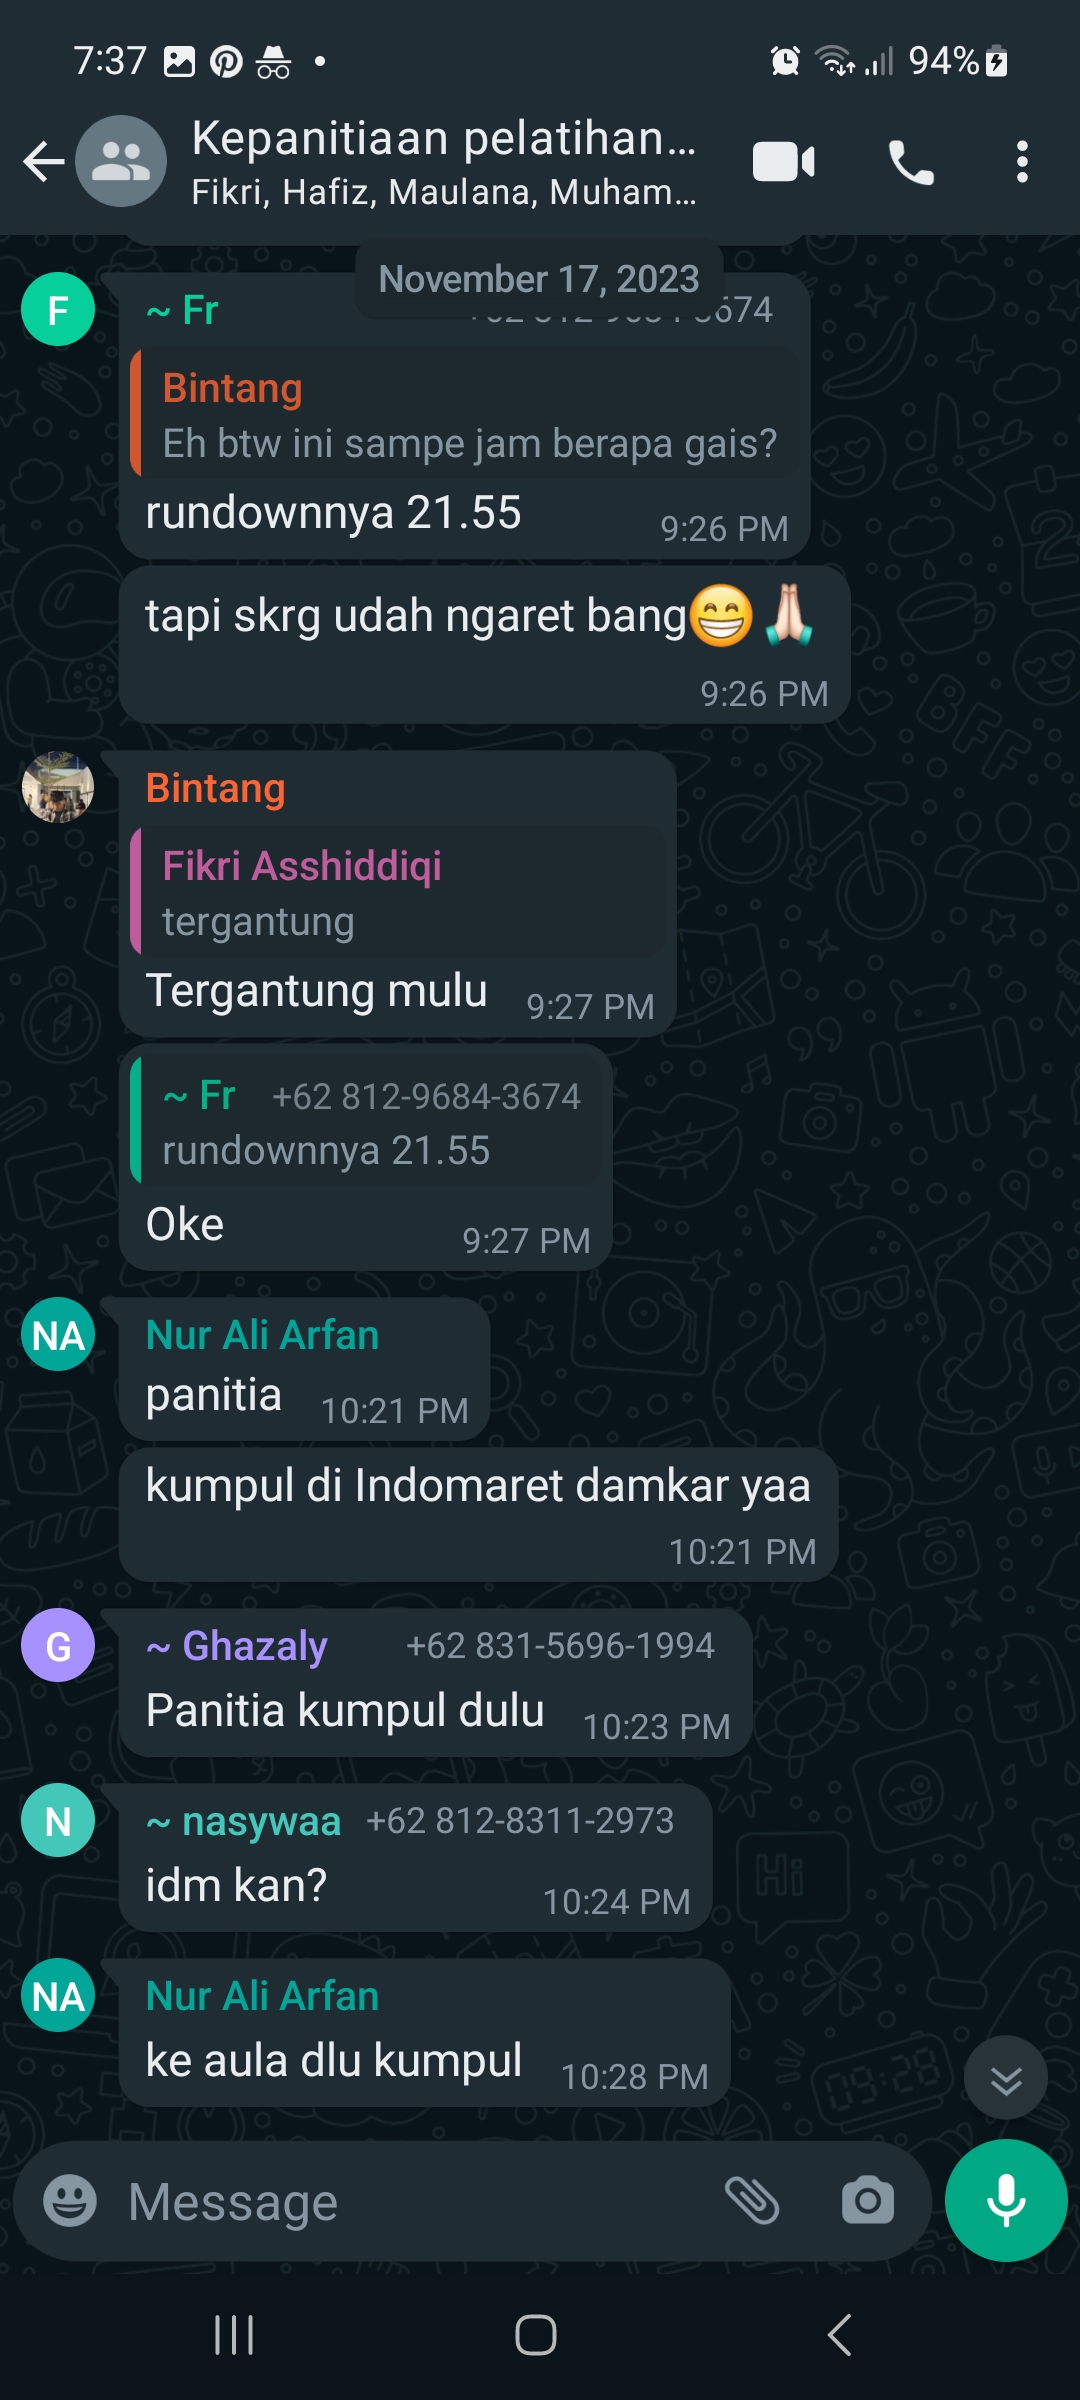 7:37
94%
Kepanitiaan pelatihan...
Fikri, Hafiz, Maulana, Muham...
November 17, 2023
F
~ Fr
Bintang
Eh btw ini sampe jam berapa gais?
rundownnya 21.55
9:26 PM
tapi skrg udah ngaret bang😁🙏🏻
9:26 PM
Bintang
Fikri Asshiddiqi
tergantung
Tergantung mulu 9:27 PM
~ Fr +62 812-9684-3674
rundownnya 21.55
Oke 9:27 PM
NA
Nur Ali Arfan
panitia 10:21 PM
kumpul di Indomaret damkar yaa
10:21 PM
G
~ Ghazaly +62 831-5696-1994
Panitia kumpul dulu 10:23 PM
N
~ nasywaa +62 812-8311-2973
idm kan? 10:24 PM
NA
Nur Ali Arfan
ke aula dlu kumpul 10:28 PM
Message